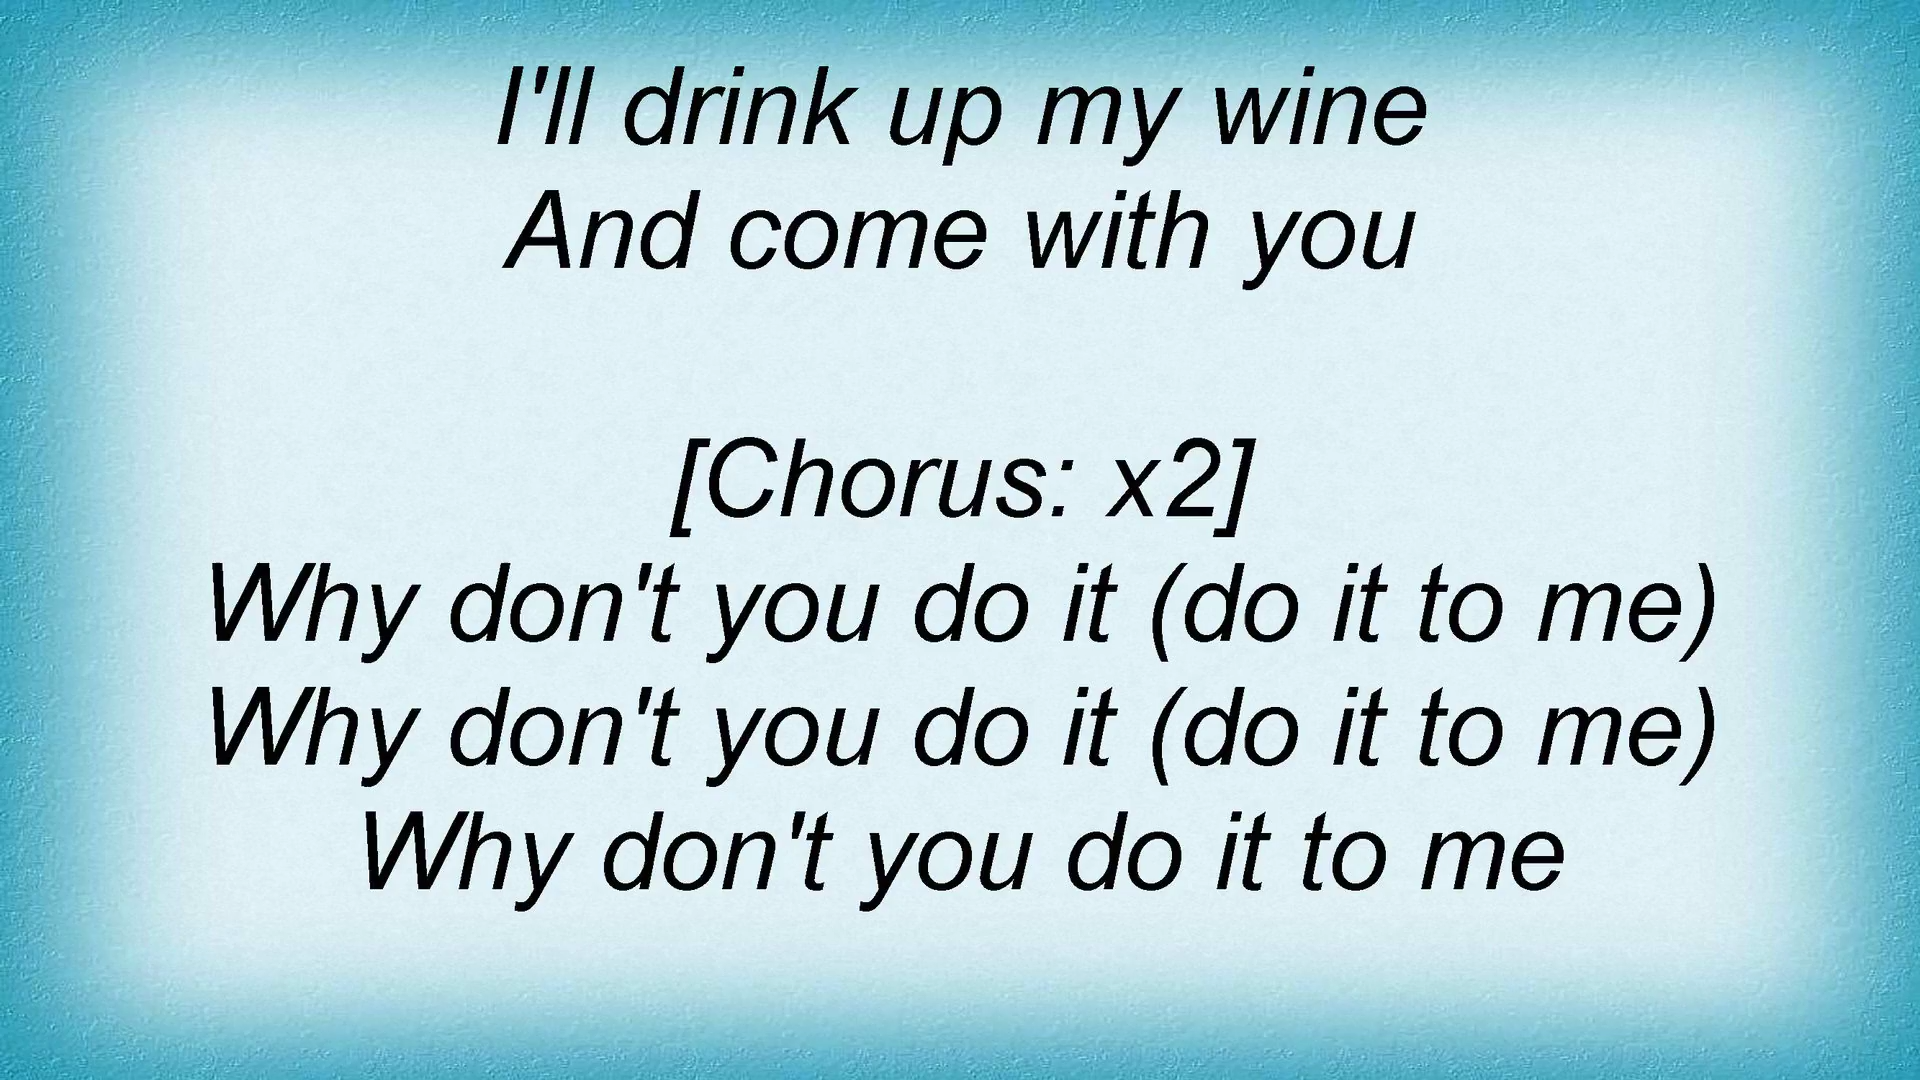 I'll drink up my wine
And come with you
[Chorus: x2]
Why don't you do it (do it to me)
Why don't you do it (do it to me)
Why don't you do it to me